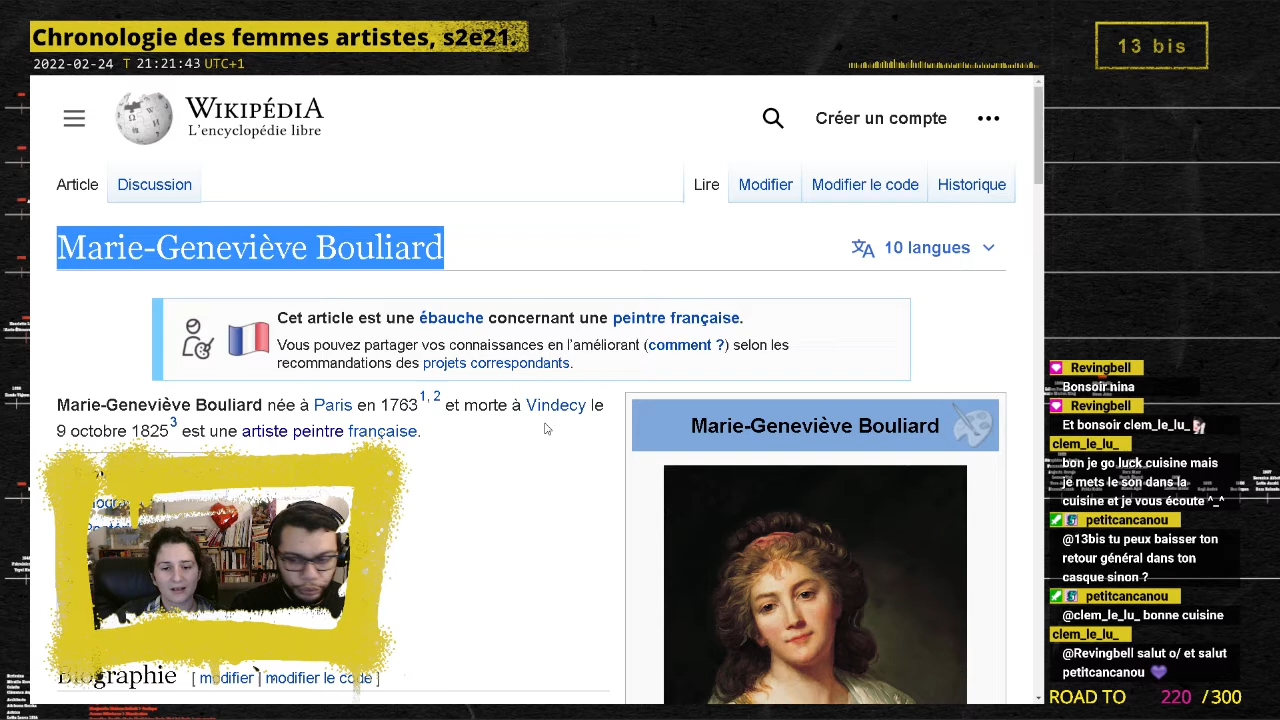 Chronologie des femmes artistes, s2e21.
2022-02-24 T 21:21:43 UTC+1
13 bis
WIKIPÉDIA
L'encyclopédie libre
Créer un compte
Article
Discussion
Lire
Modifier
Modifier le code
Historique
Marie-Geneviève Bouliard
10 langues
Cet article est une ébauche concernant une peintre française.
Vous pouvez partager vos connaissances en l'améliorant (comment ?) selon les
recommandations des projets correspondants.
Marie-Geneviève Bouliard née à Paris en 1763 1, 2 et morte à Vindecy le
9 octobre 1825 3 est une artiste peintre française.
Marie-Geneviève Bouliard
Biographie [ modifier | modifier le code ]
Revingbell
Bonsoir nina
Revingbell
Et bonsoir clem_le_lu_
clem_le_lu_
bon je go luck cuisine mais
je mets le son dans la
cuisine et je vous écoute ^_^
petitcancanou
@13bis tu peux baisser ton
retour général dans ton
casque sinon ?
petitcancanou
@clem_le_lu_ bonne cuisine
clem_le_lu_
@Revingbell salut o/ et salut
petitcancanou
ROAD TO 220 /300